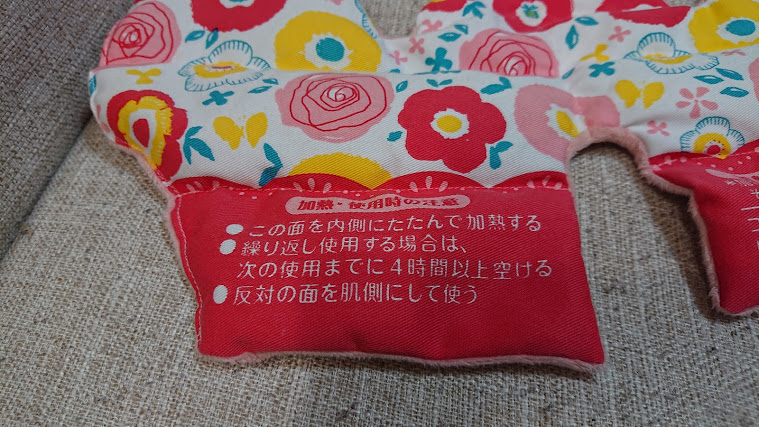 加熱・使用時の注意
●この面を内側にたたんで加熱する
●繰り返し使用する場合は、
次の使用までに4時間以上空ける
●反対の面を肌側にして使う